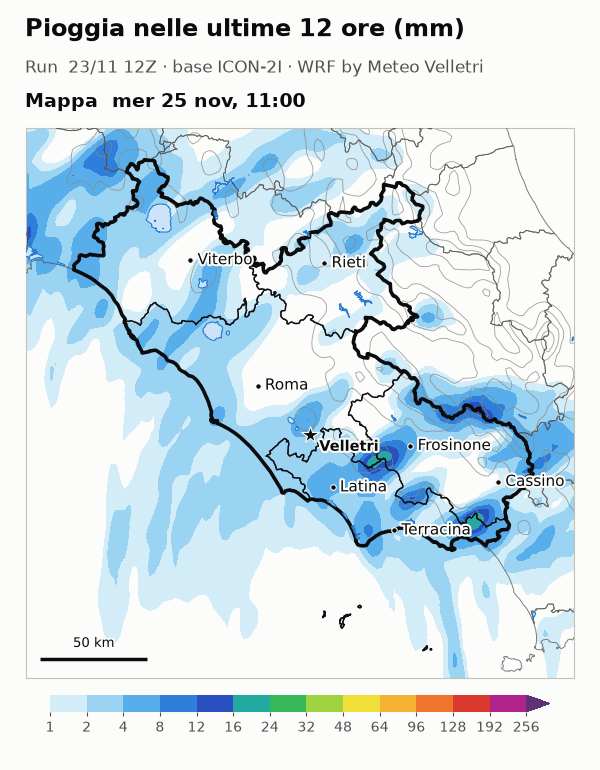 Pioggia nelle ultime 12 ore (mm)
Run 23/11 12Z · base ICON-2I · WRF by Meteo Velletri
Mappa mer 25 nov, 11:00
Viterbo
Rieti
Roma
Velletri
Frosinone
Cassino
Latina
Terracina
50 km
1 2 4 8 12 16 24 32 48 64 96 128 192 256